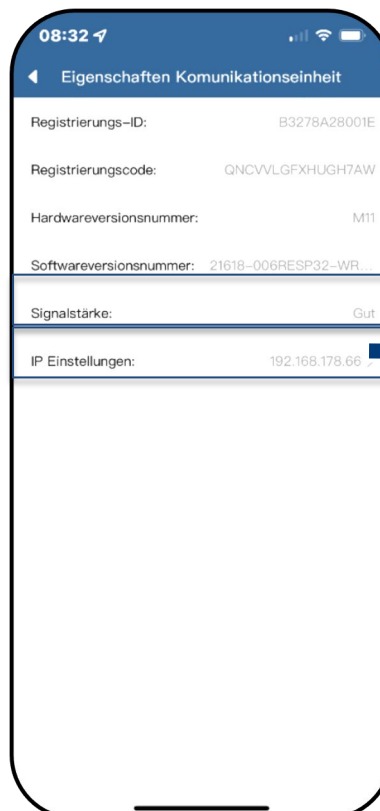 08:32
Eigenschaften Komunikationseinheit
Registrierungs-ID: B3278A28001E
Registrierungscode: QNCVVLGFXHUGH7AW
Hardwareversionsnummer: M11
Softwareversionsnummer: 21618-006RESP32-WR...
Signalstärke: Gut
IP Einstellungen: 192.168.178.66